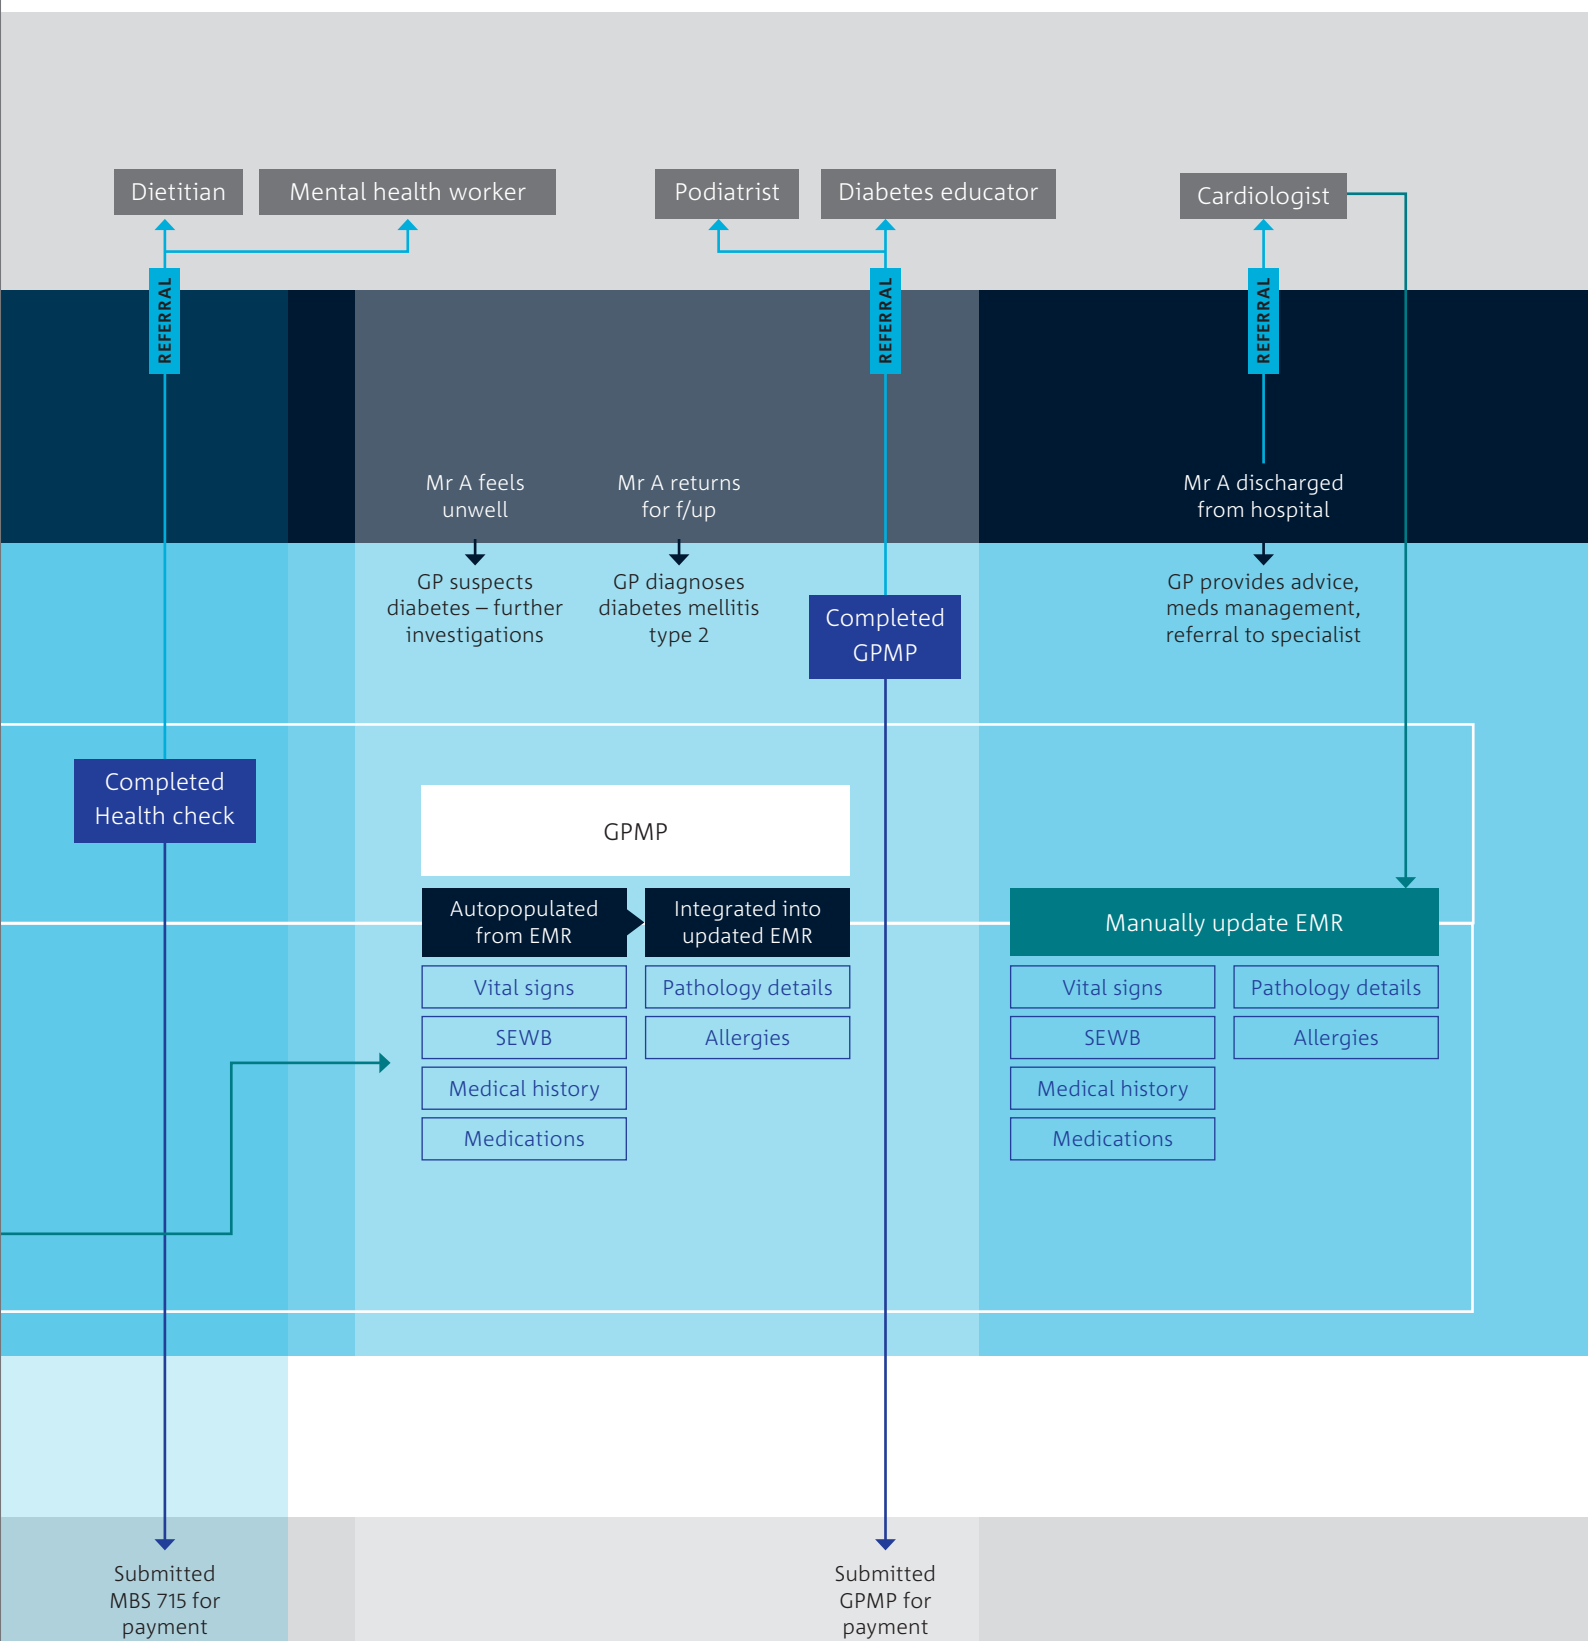 Dietitian
Mental health worker
Podiatrist
Diabetes educator
Cardiologist
REFERRAL
REFERRAL
REFERRAL
Mr A feels
unwell
Mr A returns
for f/up
Mr A discharged
from hospital
GP suspects
diabetes – further
investigations
GP diagnoses
diabetes mellitis
type 2
Completed
GPMP
GP provides advice,
meds management,
referral to specialist
Completed
Health check
GPMP
Autopopulated
from EMR
Integrated into
updated EMR
Manually update EMR
Vital signs
SEWB
Medical history
Medications
Pathology details
Allergies
Vital signs
SEWB
Medical history
Medications
Pathology details
Allergies
Submitted
MBS 715 for
payment
Submitted
GPMP for
payment